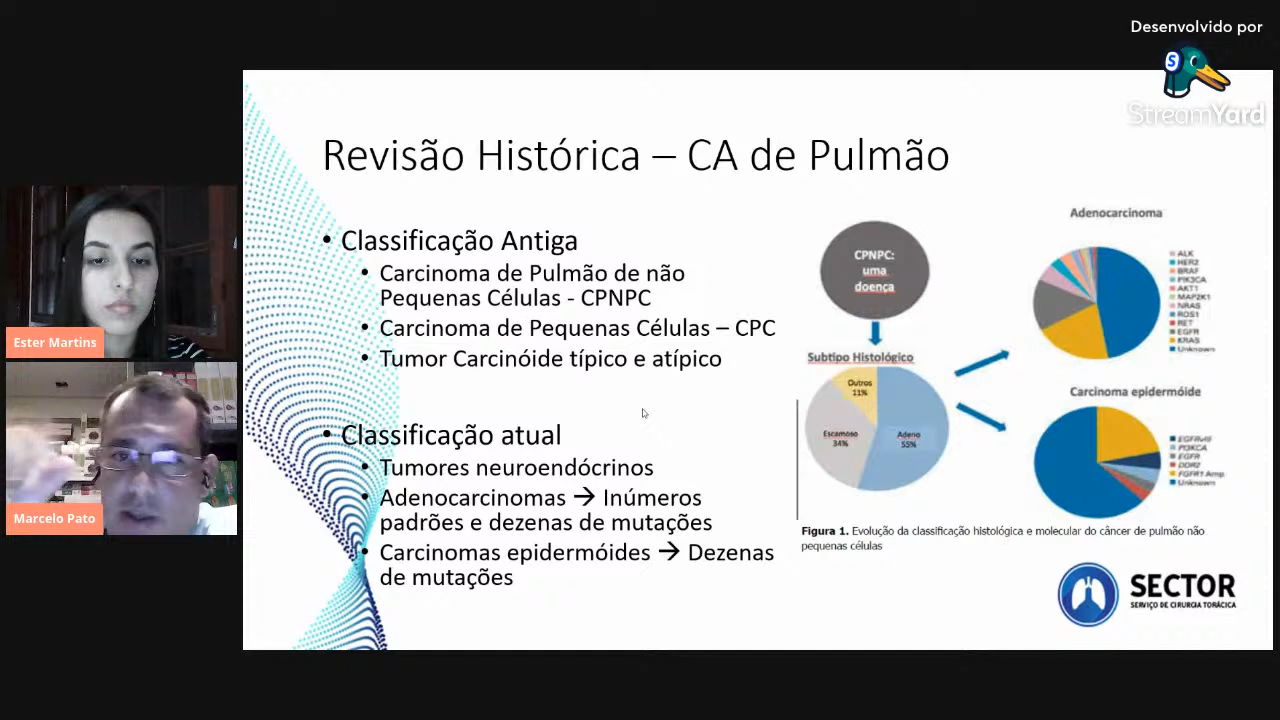 Desenvolvido por
StreamYard
Revisão Histórica – CA de Pulmão
• Classificação Antiga
• Carcinoma de Pulmão de não
Pequenas Células - CPNPC
• Carcinoma de Pequenas Células – CPC
• Tumor Carcinóide típico e atípico
• Classificação atual
• Tumores neuroendócrinos
• Adenocarcinomas → Inúmeros
padrões e dezenas de mutações
• Carcinomas epidermóides → Dezenas
de mutações
CPNPC:
uma
doença
Subtipo Histológico
Outros
11%
Escamoso
34%
Adeno
55%
Adenocarcinoma
ALK
HER2
BRAF
PIK3CA
AKT1
MAP2K1
NRAS
ROS1
RET
EGFR
KRAS
Unknown
Carcinoma epidermóide
EGFRvIII
PI3KCA
EGFR
DDR2
FGFR1 Amp
Unknown
Figura 1. Evolução da classificação histológica e molecular do câncer de pulmão não
pequenas células
SECTOR
SERVIÇO DE CIRURGIA TORÁCICA
Ester Martins
Marcelo Pato